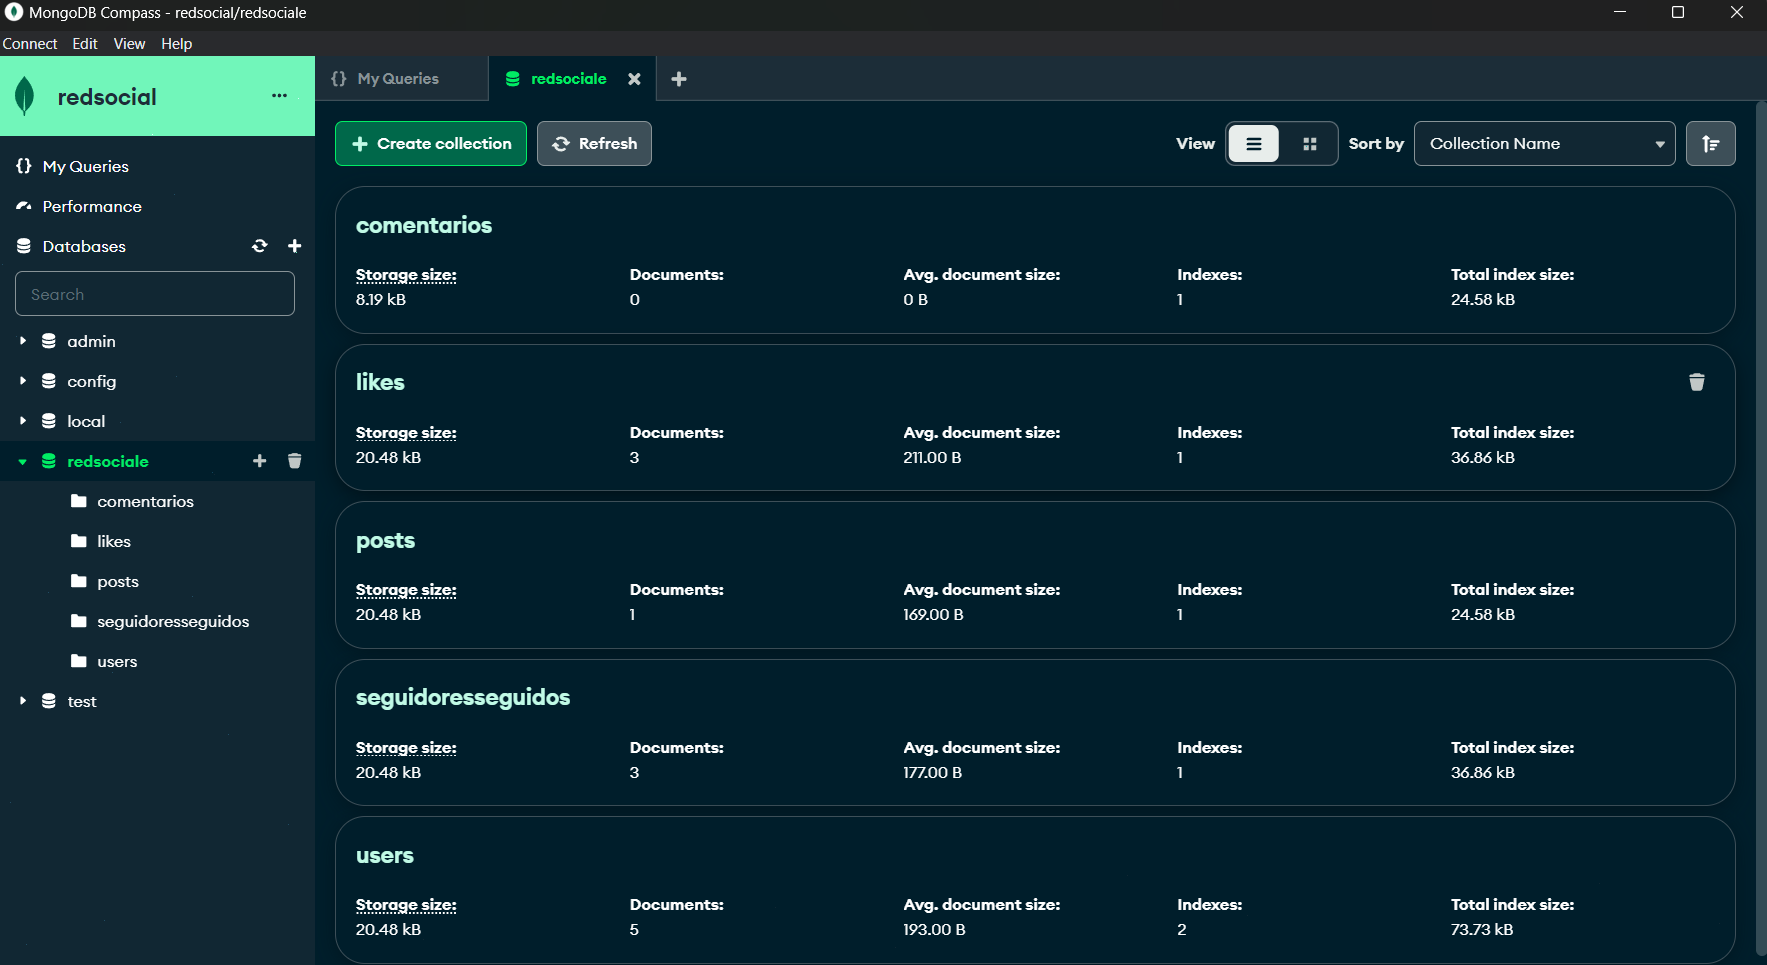 MongoDB Compass - redsocial/redsociale
Connect Edit View Help
redsocial ...
{} My Queries
redsociale
My Queries
Performance
Databases
Search
admin
config
local
redsociale
comentarios
likes
posts
seguidoresseguidos
users
test
Create collection
Refresh
View
Sort by
Collection Name
comentarios
Storage size: Documents: Avg. document size: Indexes: Total index size:
8.19 kB 0 0 B 1 24.58 kB
likes
Storage size: Documents: Avg. document size: Indexes: Total index size:
20.48 kB 3 211.00 B 1 36.86 kB
posts
Storage size: Documents: Avg. document size: Indexes: Total index size:
20.48 kB 1 169.00 B 1 24.58 kB
seguidoresseguidos
Storage size: Documents: Avg. document size: Indexes: Total index size:
20.48 kB 3 177.00 B 1 36.86 kB
users
Storage size: Documents: Avg. document size: Indexes: Total index size:
20.48 kB 5 193.00 B 2 73.73 kB